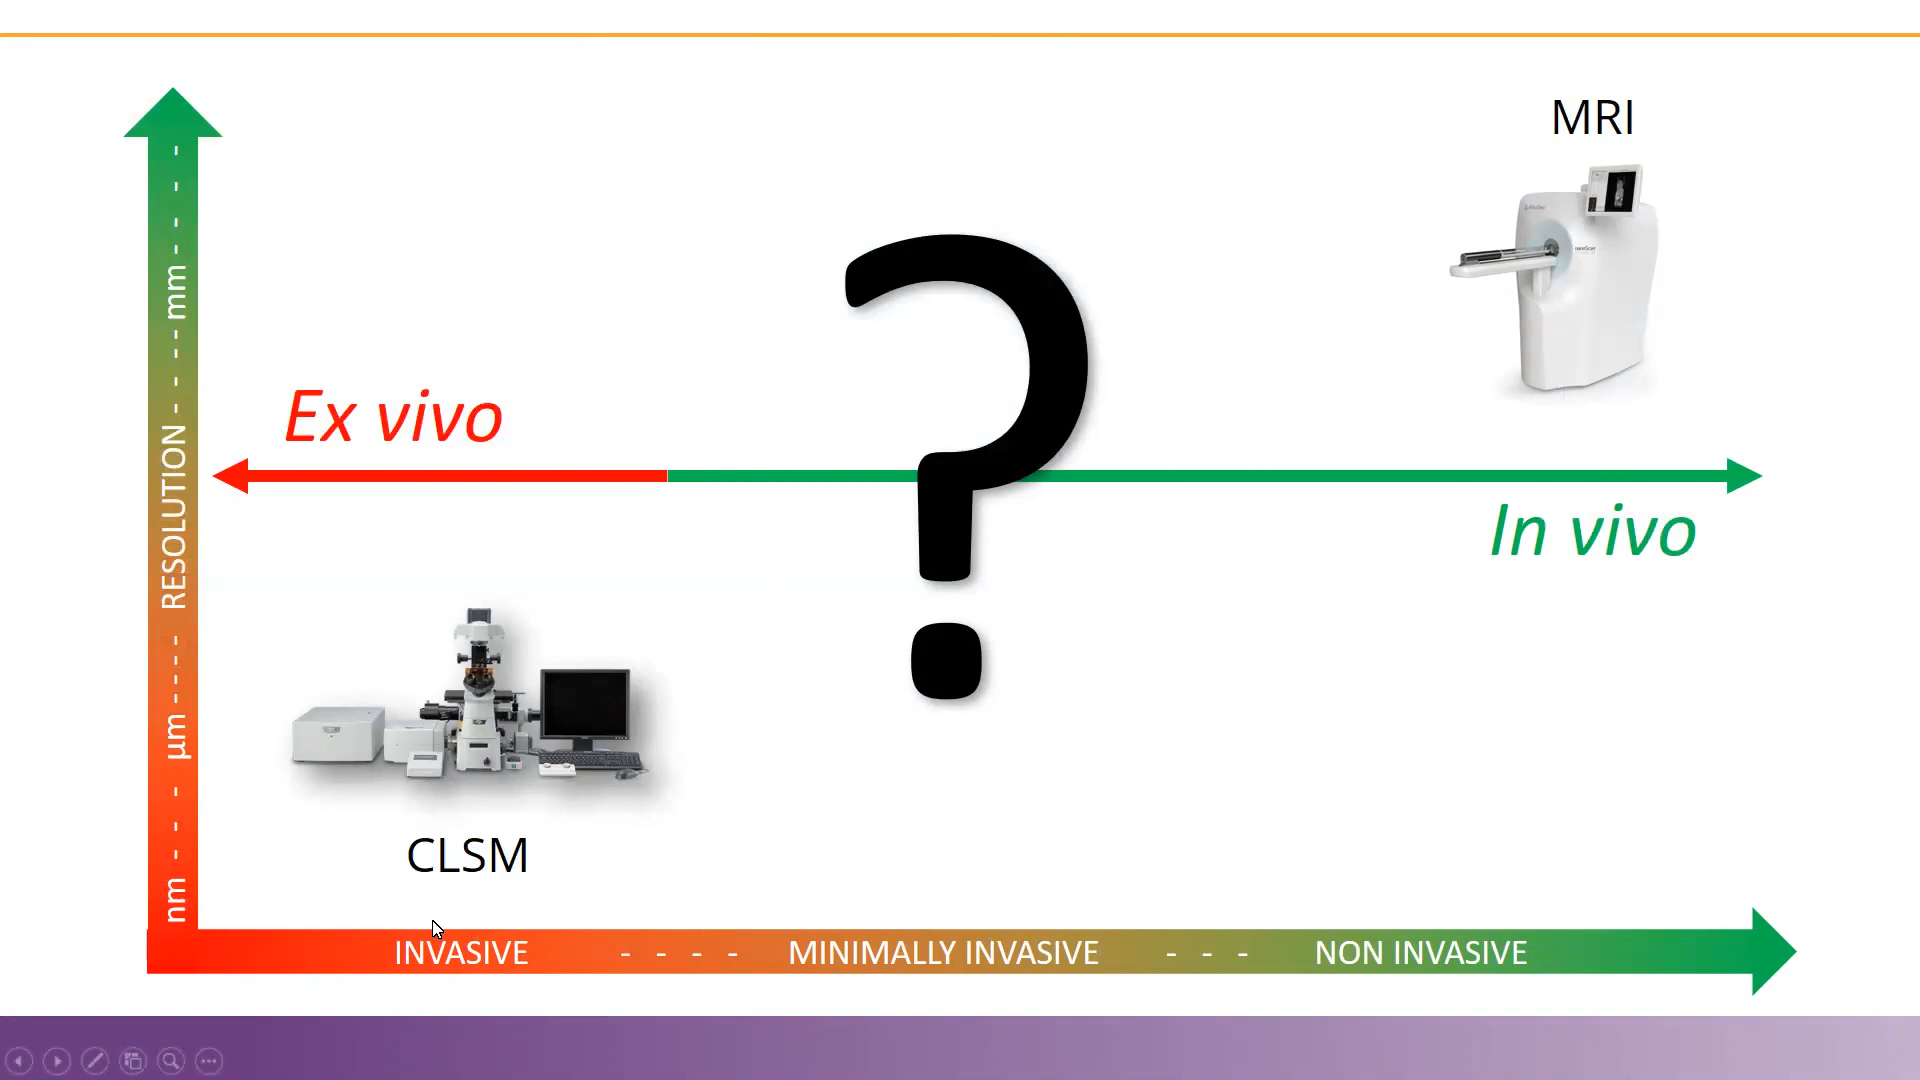 MRI
Ex vivo
?
In vivo
CLSM
nm - - - µm - - - - - RESOLUTION - - - - - mm - - - - -
INVASIVE - - - - MINIMALLY INVASIVE - - - NON INVASIVE